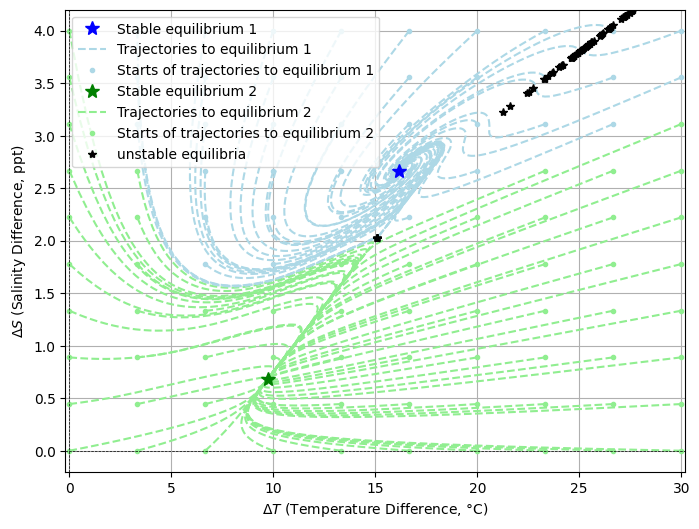 Stable equilibrium 1
Trajectories to equilibrium 1
Starts of trajectories to equilibrium 1
Stable equilibrium 2
Trajectories to equilibrium 2
Starts of trajectories to equilibrium 2
unstable equilibria
ΔS (Salinity Difference, ppt)
4.0
3.5
3.0
2.5
2.0
1.5
1.0
0.5
0.0
0 5 10 15 20 25 30
ΔT (Temperature Difference, °C)